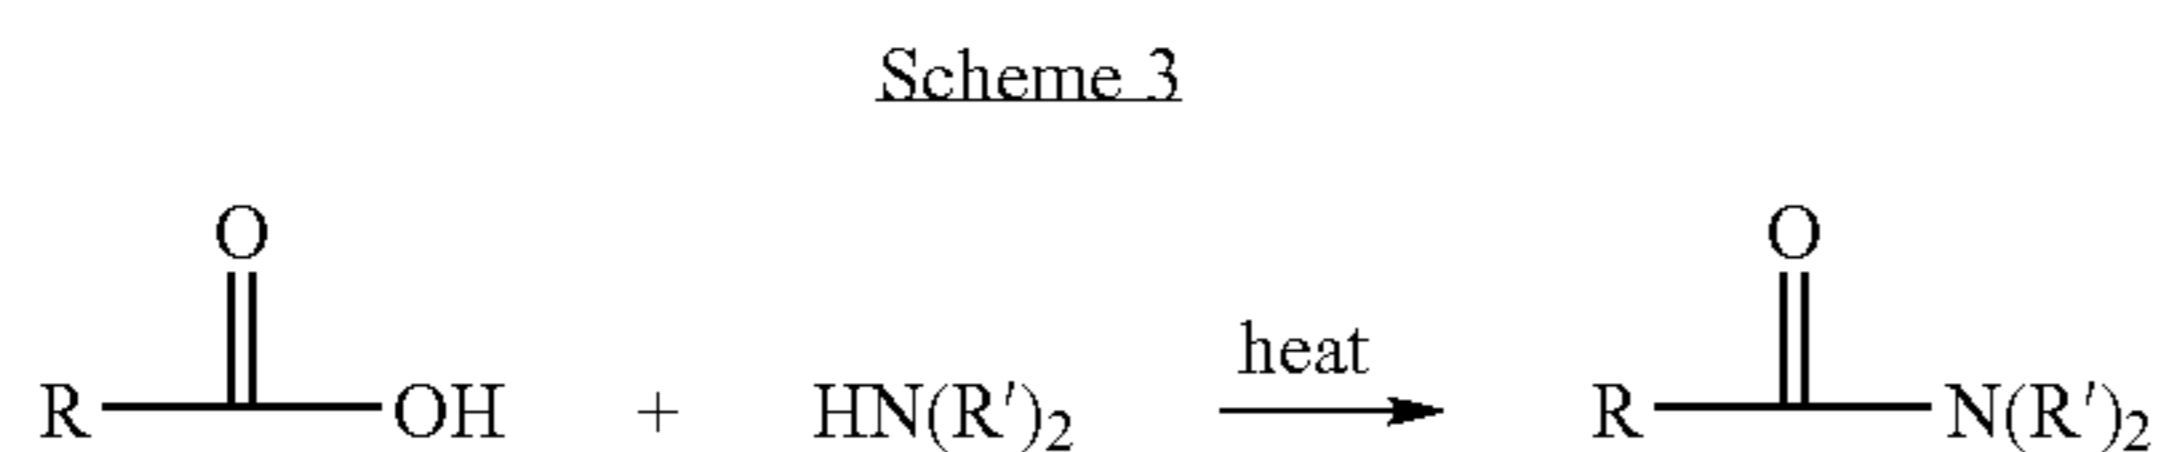 Scheme 3
O O
heat
R OH + HN(R′)₂ R N(R′)₂